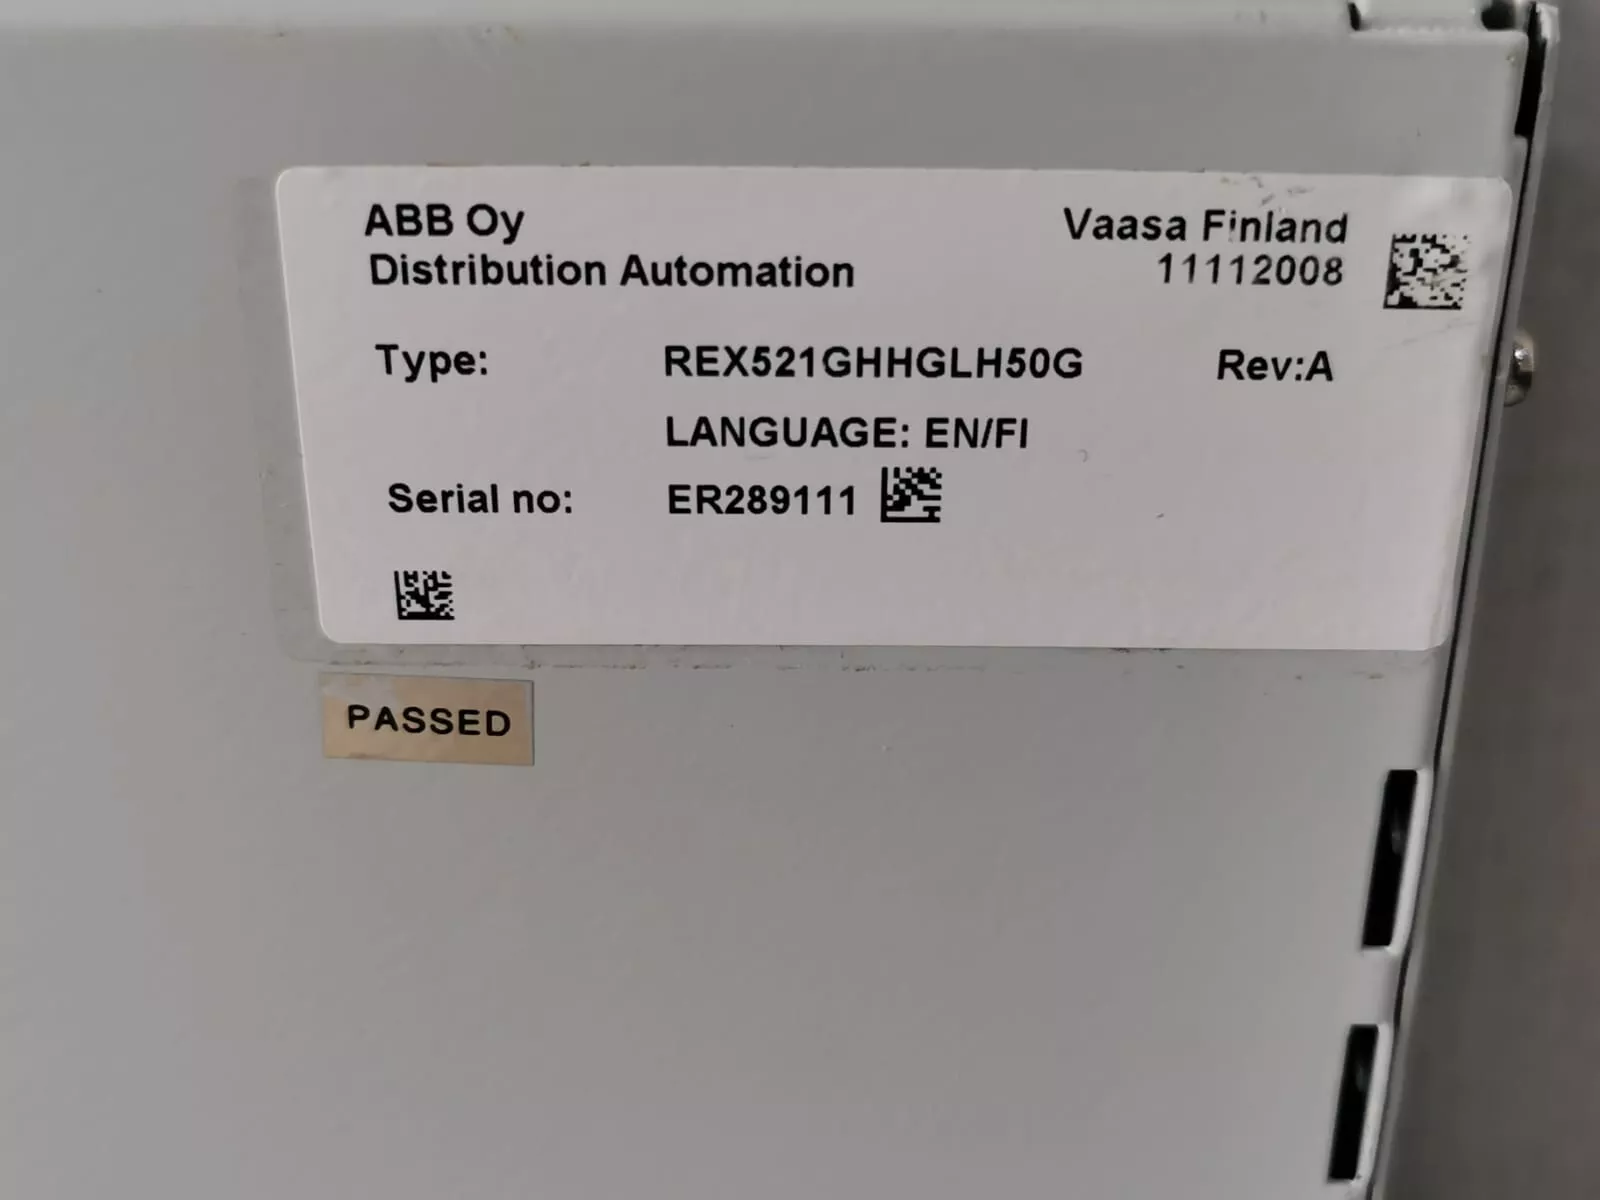 ABB Oy
Vaasa Finland
Distribution Automation
11112008
Type: REX521GHHGLH50G Rev:A
LANGUAGE: EN/FI
Serial no: ER289111
PASSED